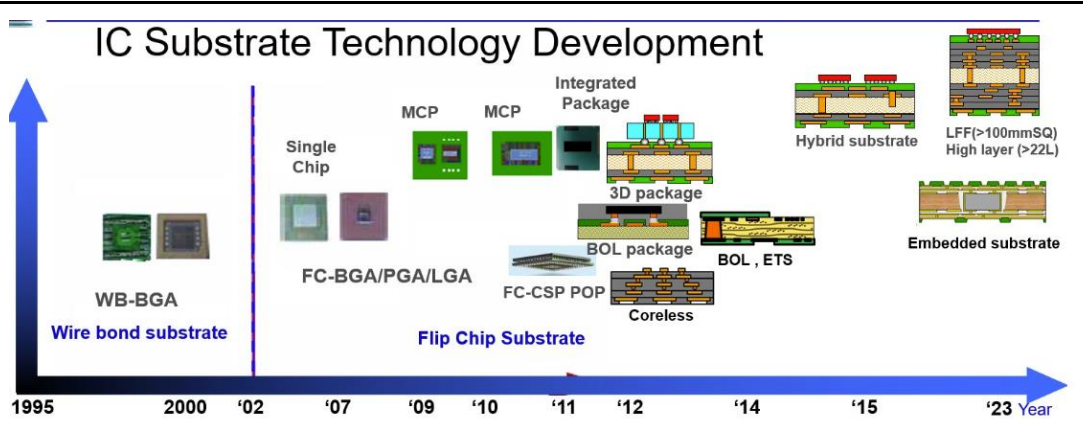 IC Substrate Technology Development
Integrated
Package
MCP
MCP
Single
Chip
Hybrid substrate
LFF(>100mmSQ)
High layer (>22L)
3D package
BOL package
BOL , ETS
Embedded substrate
WB-BGA
FC-BGA/PGA/LGA
FC-CSP POP
Coreless
Wire bond substrate
Flip Chip Substrate
1995 2000 ‘02 ‘07 ‘09 ‘10 ‘11 ‘12 ‘14 ‘15 ‘23 Year